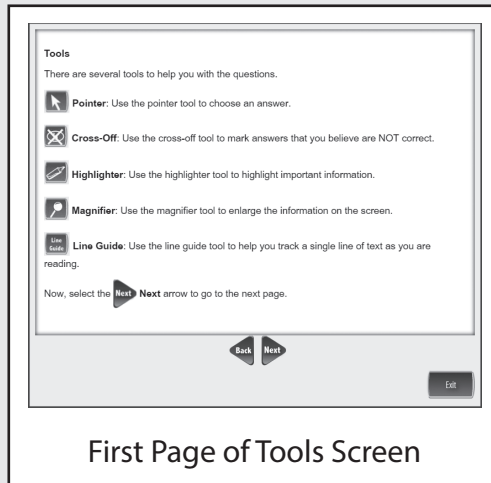 Tools
There are several tools to help you with the questions.
Pointer: Use the pointer tool to choose an answer.
Cross-Off: Use the cross-off tool to mark answers that you believe are NOT correct.
Highlighter: Use the highlighter tool to highlight important information.
Magnifier: Use the magnifier tool to enlarge the information on the screen.
Line
Guide
Line Guide: Use the line guide tool to help you track a single line of text as you are
reading.
Now, select the Next Next arrow to go to the next page.
Back Next
Exit
First Page of Tools Screen